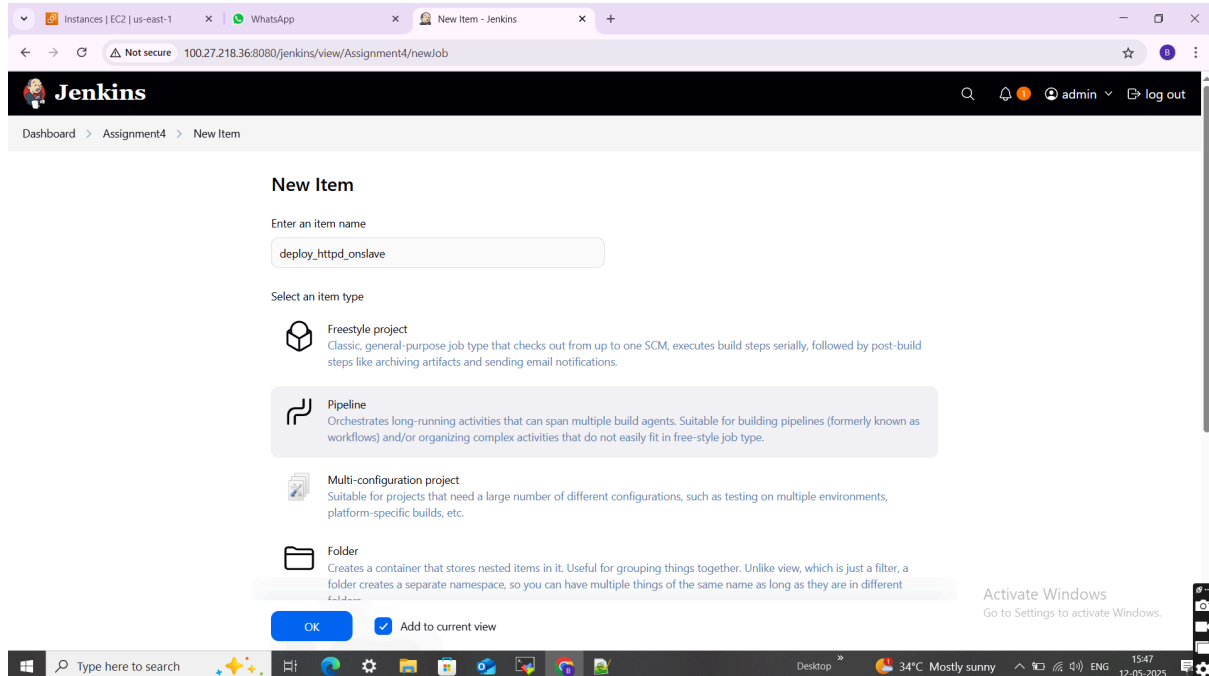 Instances | EC2 | us-east-1
WhatsApp
New Item - Jenkins
Not secure
100.27.218.36:8080/jenkins/view/Assignment4/newJob
B
Jenkins
1
admin
log out
Dashboard > Assignment4 > New Item
New Item
Enter an item name
deploy_httpd_onslave
Select an item type
Freestyle project
Classic, general-purpose job type that checks out from up to one SCM, executes build steps serially, followed by post-build
steps like archiving artifacts and sending email notifications.
Pipeline
Orchestrates long-running activities that can span multiple build agents. Suitable for building pipelines (formerly known as
workflows) and/or organizing complex activities that do not easily fit in free-style job type.
Multi-configuration project
Suitable for projects that need a large number of different configurations, such as testing on multiple environments,
platform-specific builds, etc.
Folder
Creates a container that stores nested items in it. Useful for grouping things together. Unlike view, which is just a filter, a
folder creates a separate namespace, so you can have multiple things of the same name as long as they are in different
folders.
OK
Add to current view
Activate Windows
Go to Settings to activate Windows.
Type here to search
Desktop
34°C Mostly sunny
ENG
15:47
12-05-2025